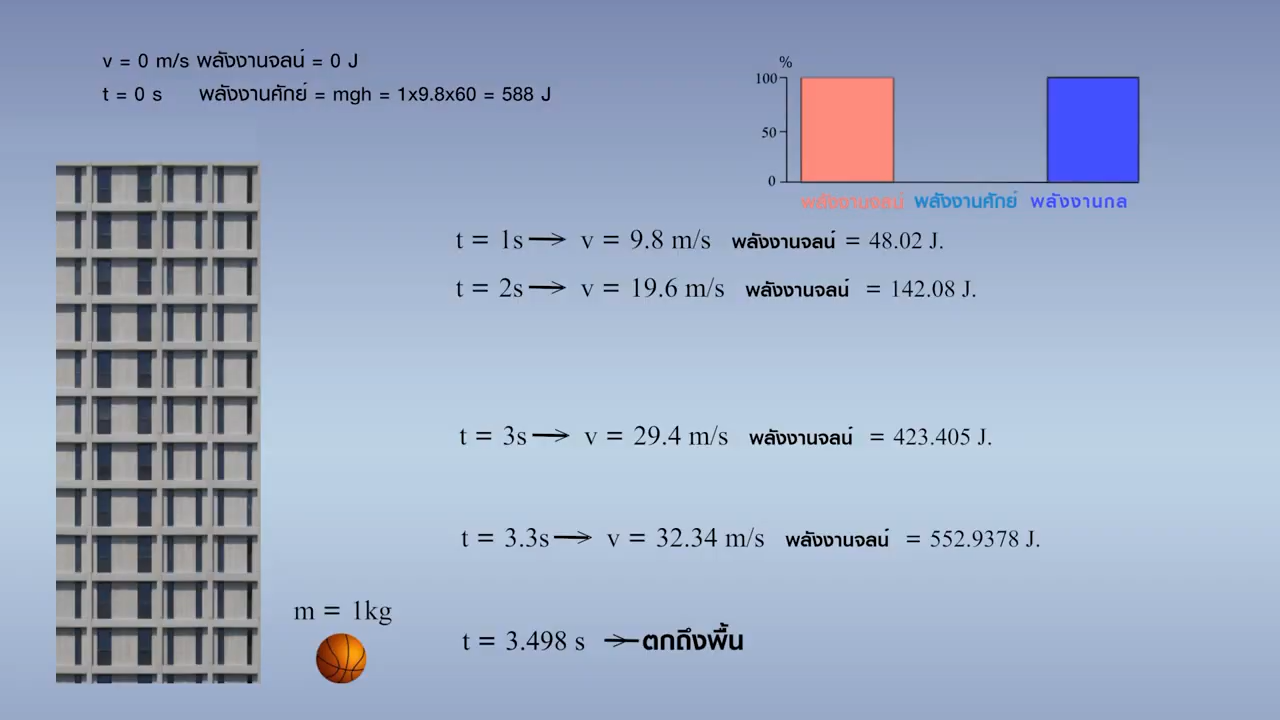 v = 0 m/s พลังงานจลน์ = 0 J
t = 0 s พลังงานศักย์ = mgh = 1x9.8x60 = 588 J
%
100
50
0
พลังงานจลน์ พลังงานศักย์ พลังงานกล
t = 1s → v = 9.8 m/s พลังงานจลน์ = 48.02 J.
t = 2s → v = 19.6 m/s พลังงานจลน์ = 142.08 J.
t = 3s → v = 29.4 m/s พลังงานจลน์ = 423.405 J.
t = 3.3s → v = 32.34 m/s พลังงานจลน์ = 552.9378 J.
m = 1kg
t = 3.498 s → ตกถึงพื้น